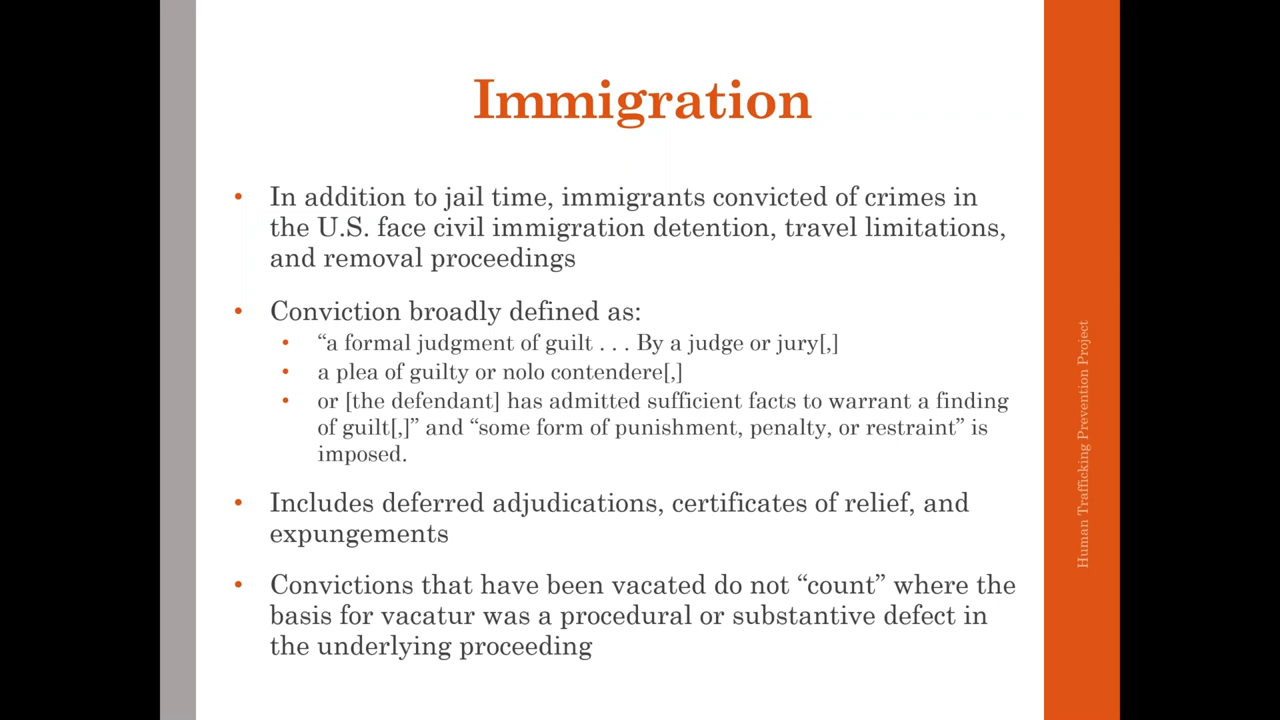 Immigration
• In addition to jail time, immigrants convicted of crimes in
the U.S. face civil immigration detention, travel limitations,
and removal proceedings
• Conviction broadly defined as:
• “a formal judgment of guilt . . . By a judge or jury[,]
• a plea of guilty or nolo contendere[,]
• or [the defendant] has admitted sufficient facts to warrant a finding
of guilt[,]” and “some form of punishment, penalty, or restraint” is
imposed.
• Includes deferred adjudications, certificates of relief, and
expungements
• Convictions that have been vacated do not “count” where the
basis for vacatur was a procedural or substantive defect in
the underlying proceeding
Human Trafficking Prevention Project